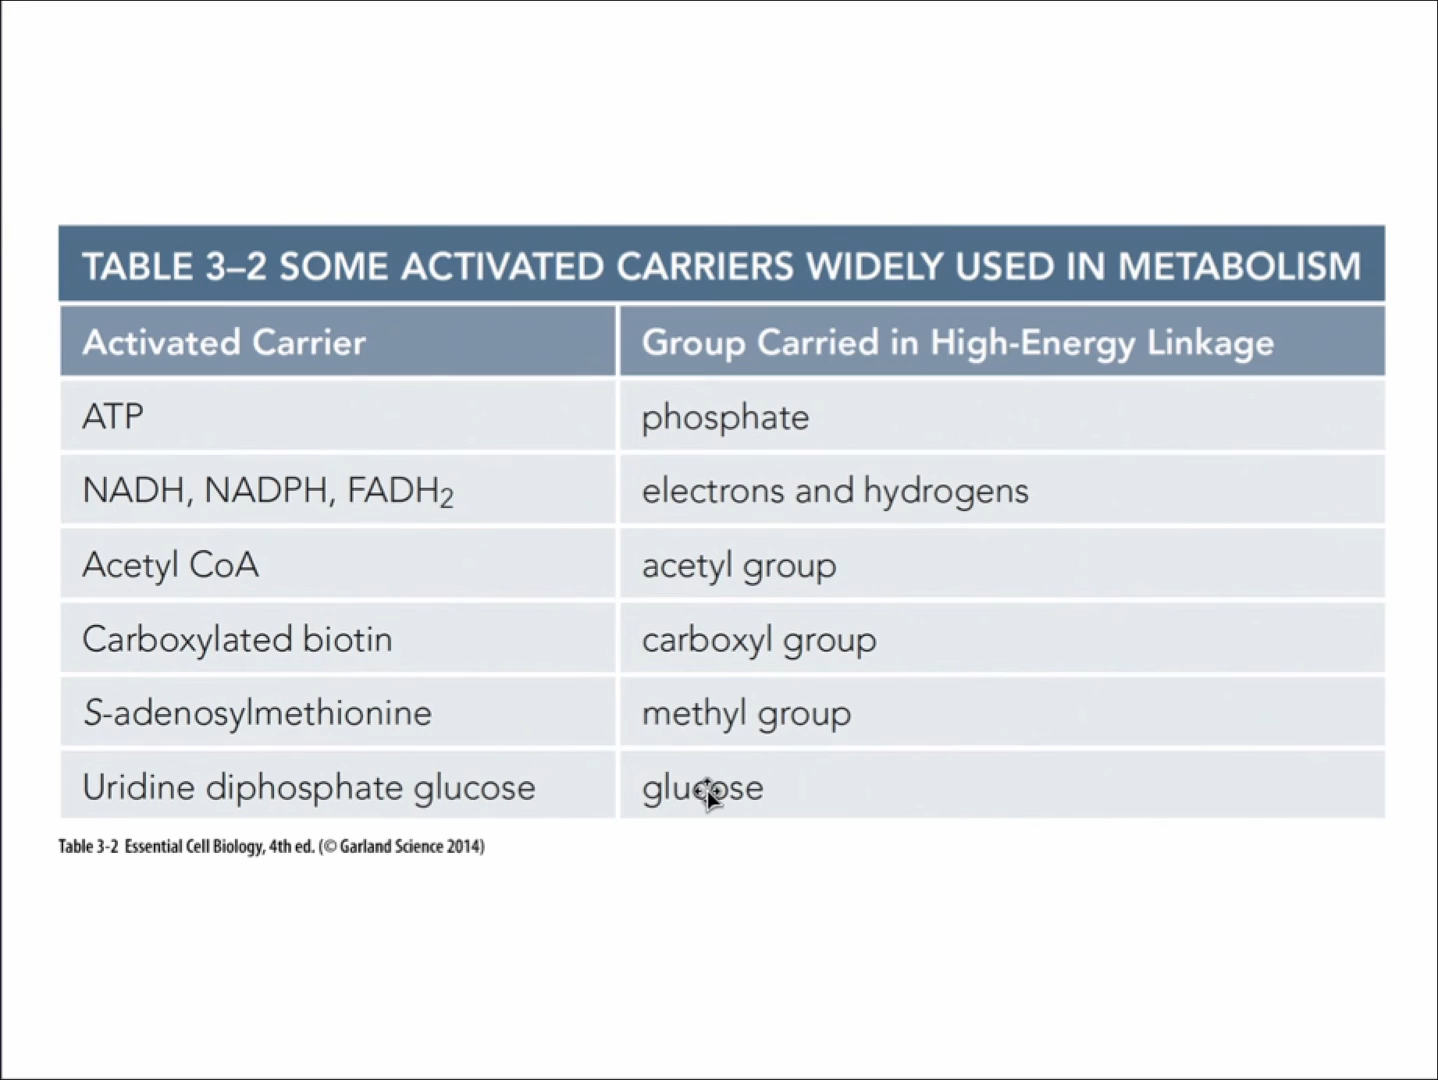 TABLE 3–2 SOME ACTIVATED CARRIERS WIDELY USED IN METABOLISM
Activated Carrier Group Carried in High-Energy Linkage
ATP phosphate
NADH, NADPH, FADH₂ electrons and hydrogens
Acetyl CoA acetyl group
Carboxylated biotin carboxyl group
S-adenosylmethionine methyl group
Uridine diphosphate glucose glucose
Table 3-2 Essential Cell Biology, 4th ed. (© Garland Science 2014)